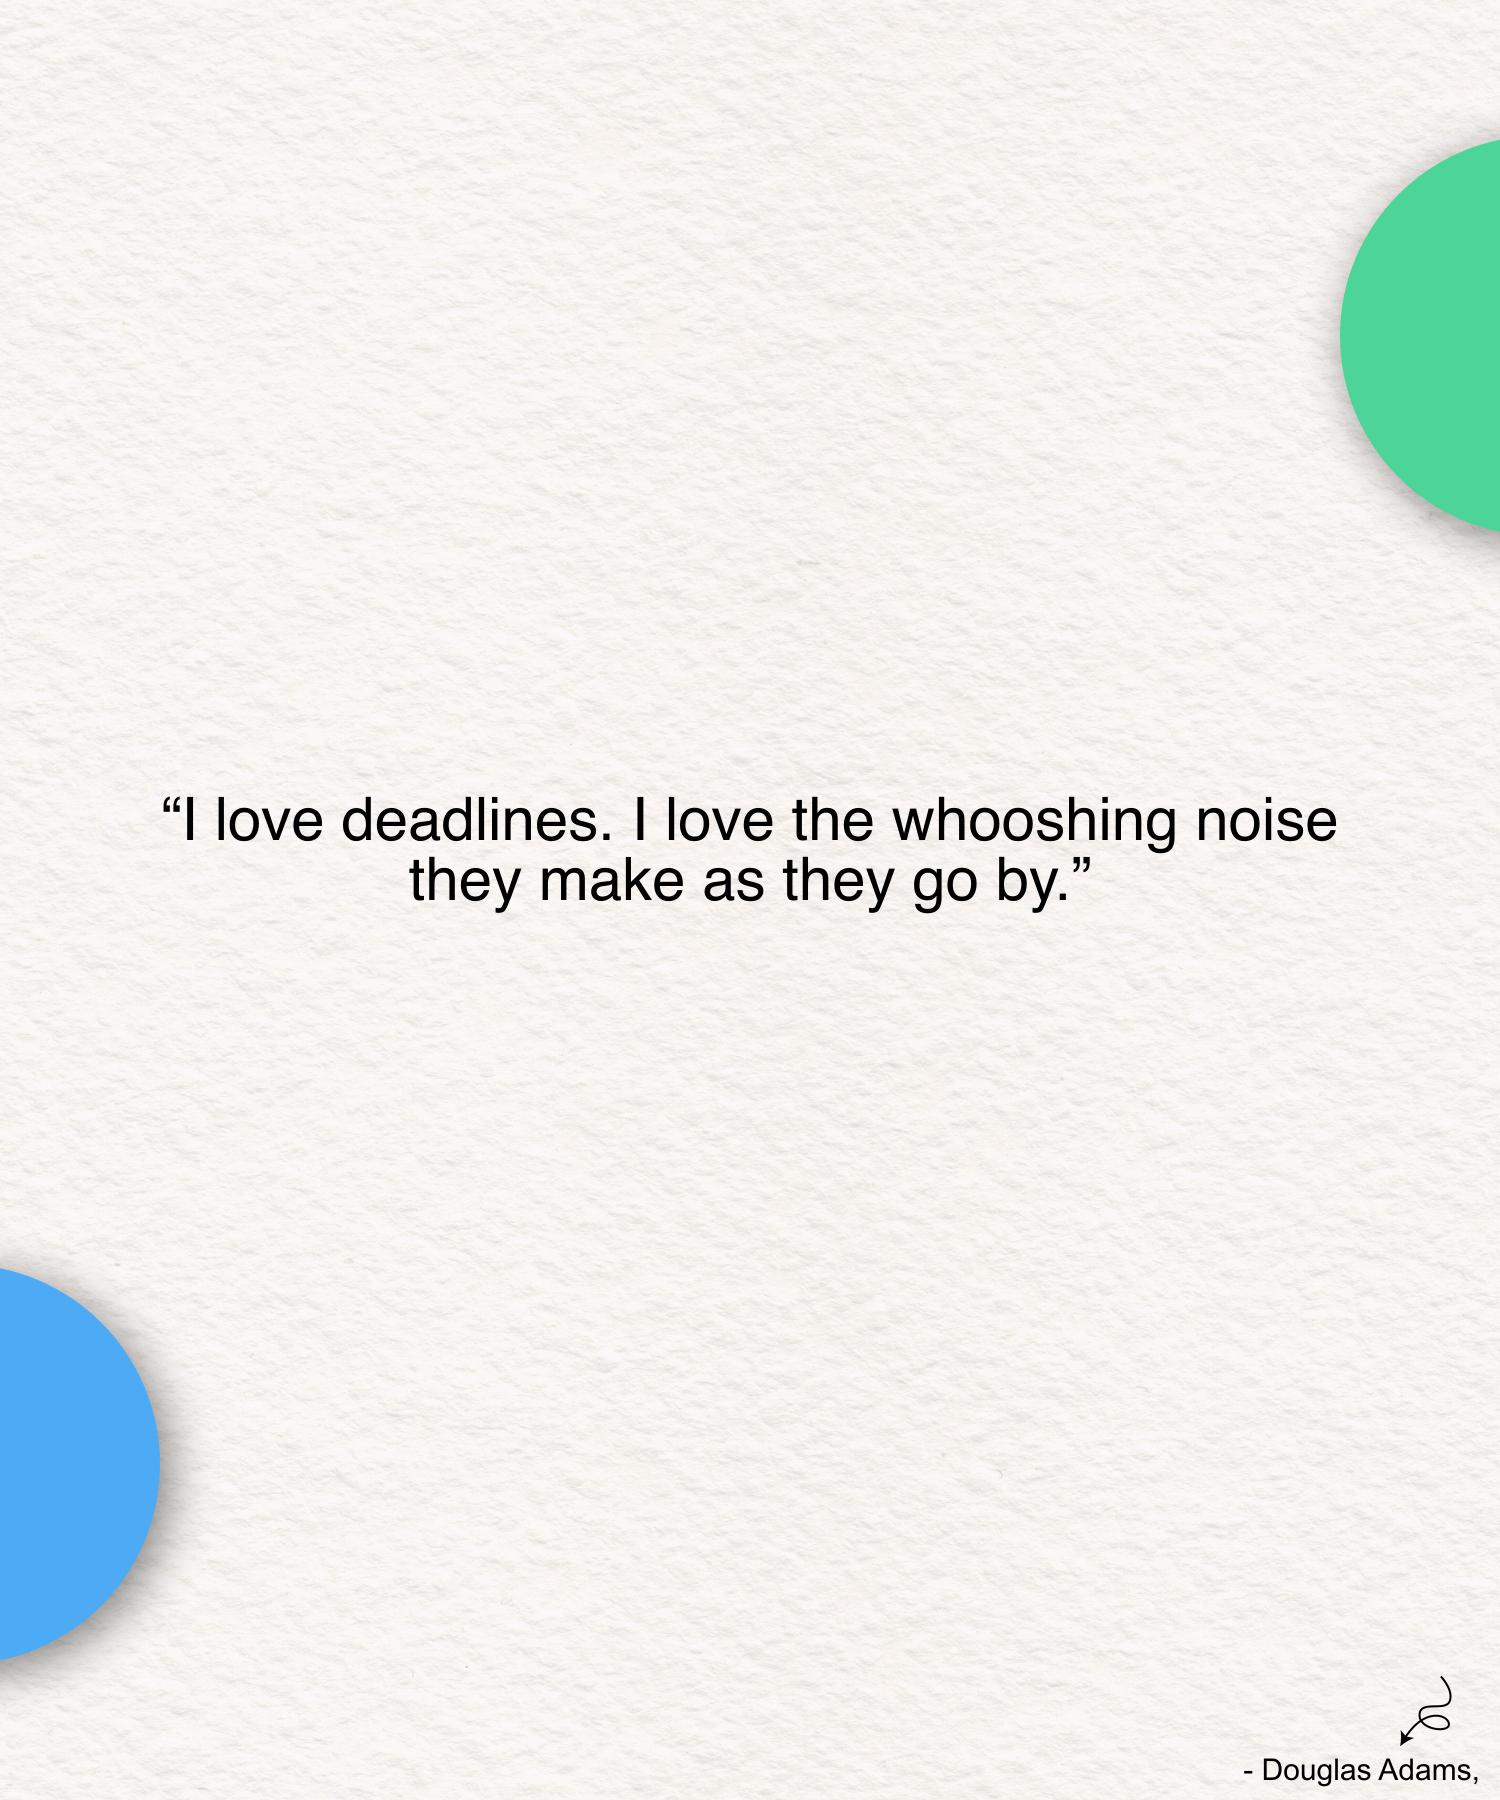 “I love deadlines. I love the whooshing noise
they make as they go by.”
- Douglas Adams,